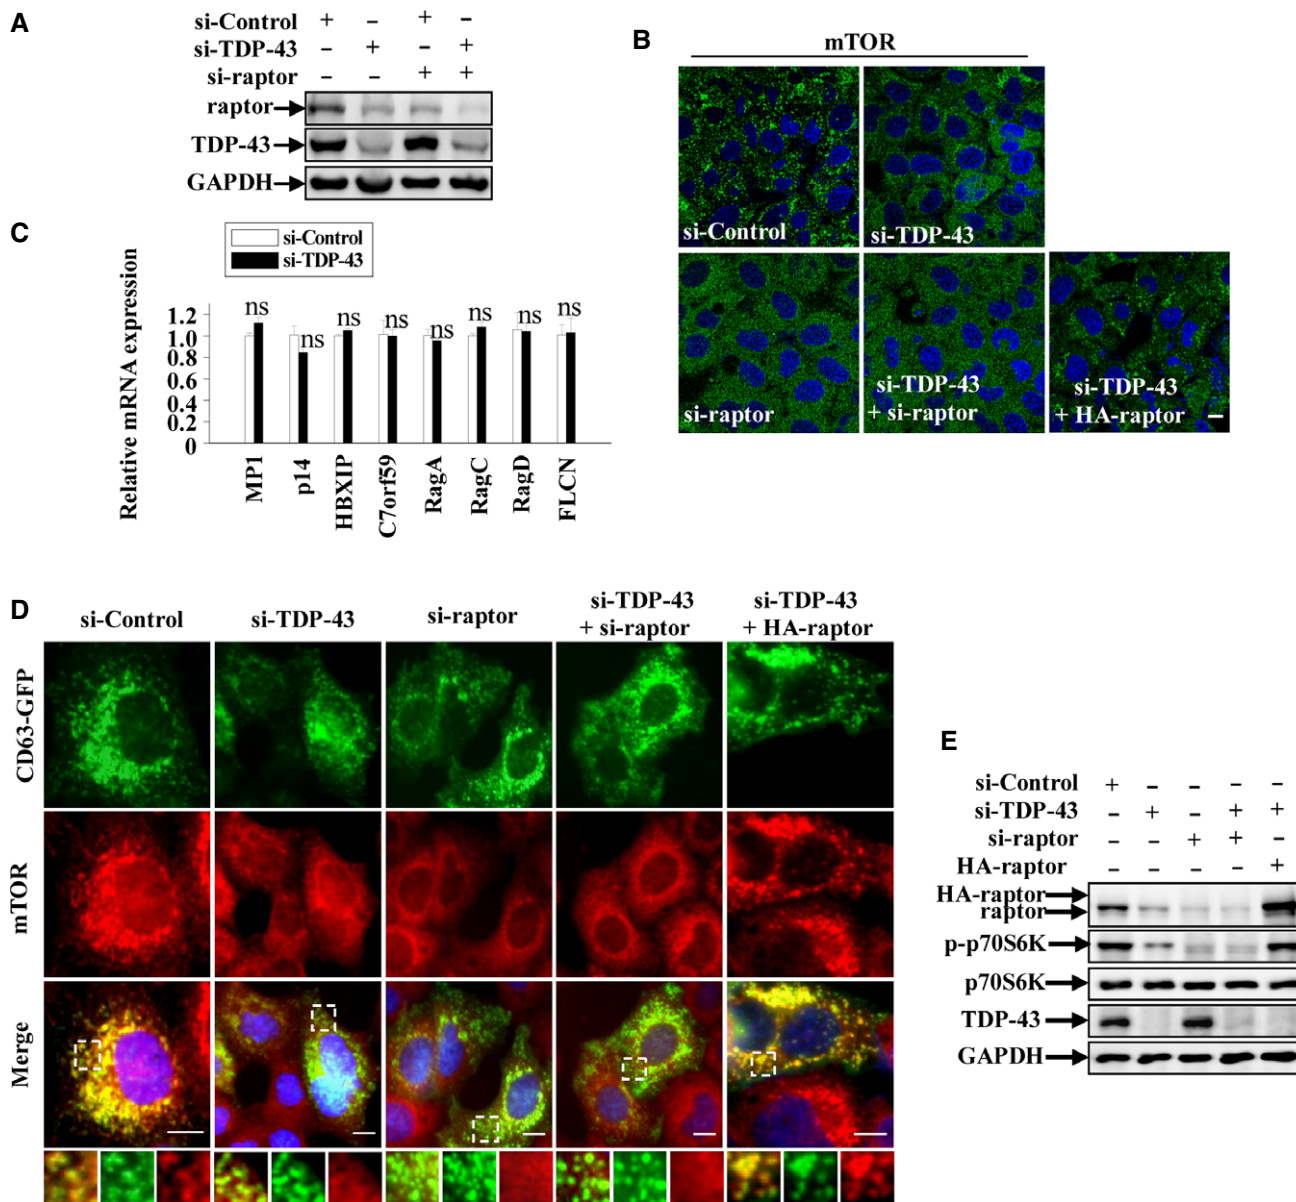 A
si-Control + – + –
si-TDP-43 – + – +
si-raptor – – + +
raptor
TDP-43
GAPDH
B
mTOR
si-Control
si-TDP-43
si-raptor
si-TDP-43
+ si-raptor
si-TDP-43
+ HA-raptor
C
si-Control
si-TDP-43
Relative mRNA expression
1.2
1.0
0.8
0.6
0.4
0.2
0
ns ns ns ns ns ns ns ns
MP1
p14
HBXIP
C7orf59
RagA
RagC
RagD
FLCN
D
si-Control
si-TDP-43
si-raptor
si-TDP-43
+ si-raptor
si-TDP-43
+ HA-raptor
CD63-GFP
mTOR
Merge
E
si-Control + – – – –
si-TDP-43 – + – + +
si-raptor – – + + –
HA-raptor – – – – +
HA-raptor
raptor
p-p70S6K
p70S6K
TDP-43
GAPDH